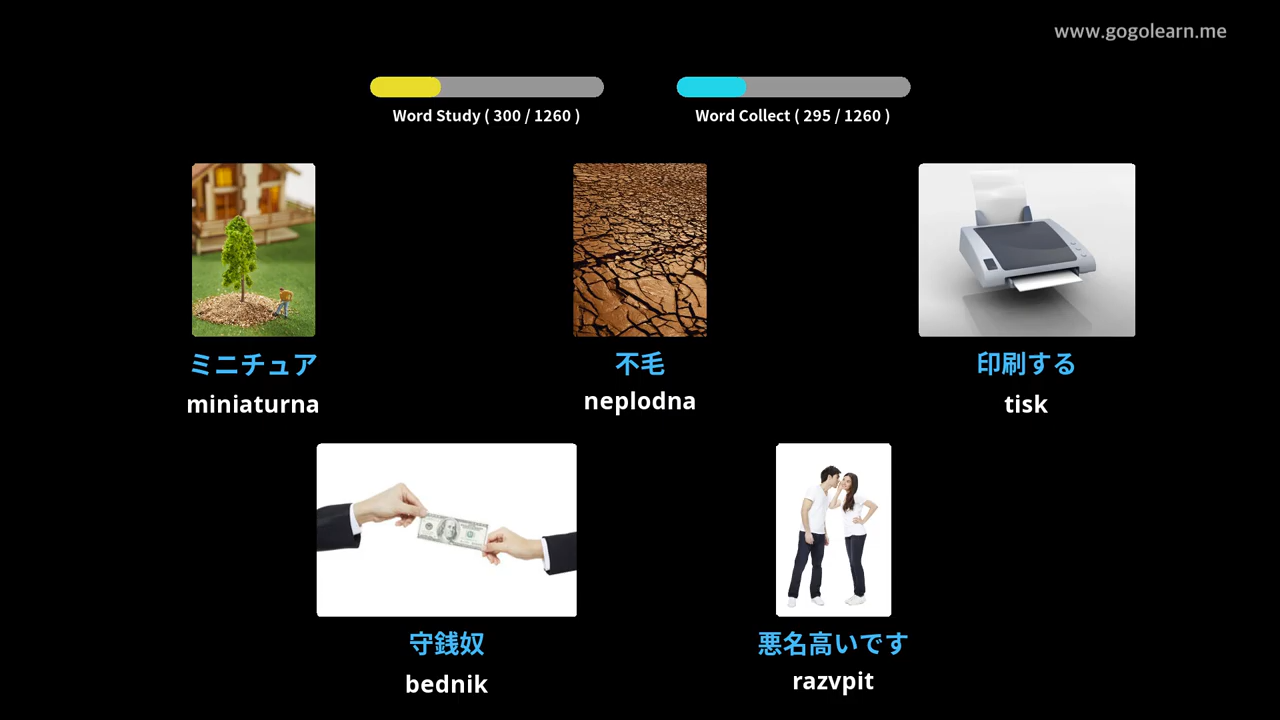 www.gogolearn.me
Word Study ( 300 / 1260 )
Word Collect ( 295 / 1260 )
ミニチュア
miniaturna
不毛
neplodna
印刷する
tisk
守銭奴
bednik
悪名高いです
razvpit